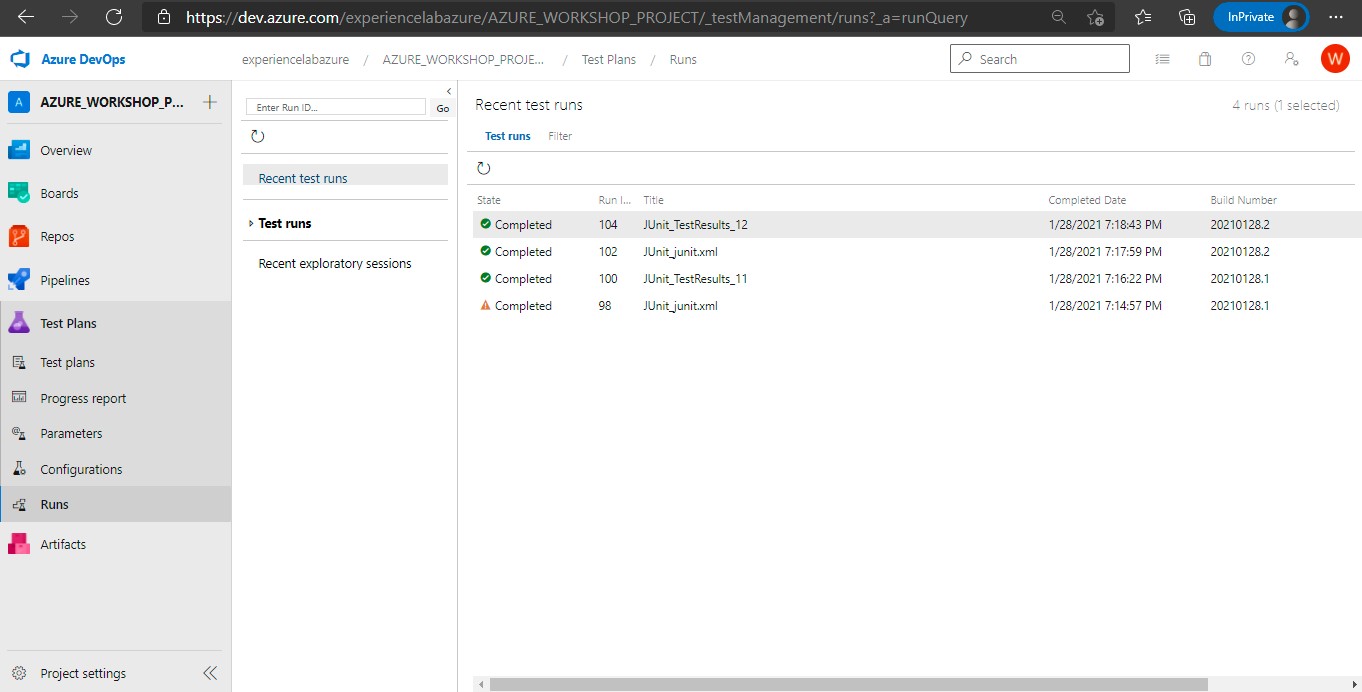 https://dev.azure.com/experiencelabazure/AZURE_WORKSHOP_PROJECT/_testManagement/runs?_a=runQuery
InPrivate
Azure DevOps
experiencelabazure / AZURE_WORKSHOP_PROJE... / Test Plans / Runs
Search
W
A AZURE_WORKSHOP_P...
Overview
Boards
Repos
Pipelines
Test Plans
Test plans
Progress report
Parameters
Configurations
Runs
Artifacts
Project settings
Enter Run ID...
Go
Recent test runs
Test runs
Recent exploratory sessions
Recent test runs
4 runs (1 selected)
Test runs Filter
State Run I... Title Completed Date Build Number
Completed 104 JUnit_TestResults_12 1/28/2021 7:18:43 PM 20210128.2
Completed 102 JUnit_junit.xml 1/28/2021 7:17:59 PM 20210128.2
Completed 100 JUnit_TestResults_11 1/28/2021 7:16:22 PM 20210128.1
Completed 98 JUnit_junit.xml 1/28/2021 7:14:57 PM 20210128.1